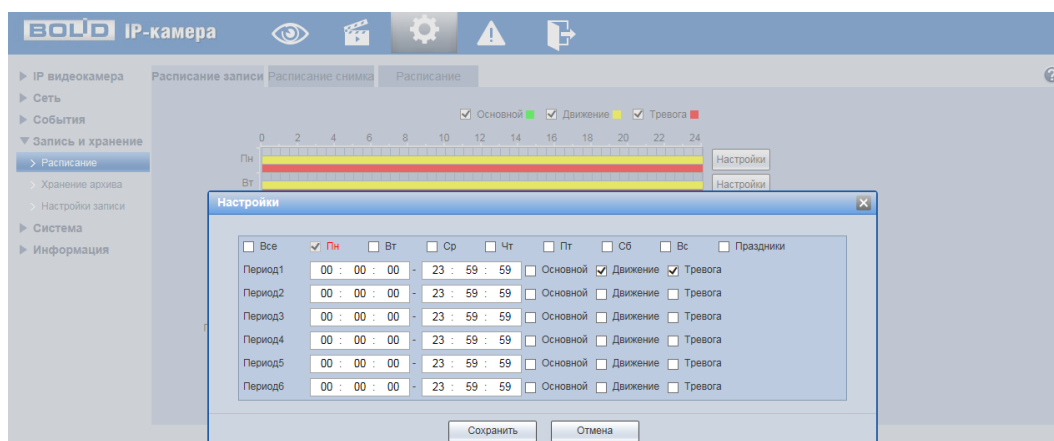 BOLID IP-камера
IP видеокамера
Сеть
События
Запись и хранение
Расписание
Хранение архива
Настройки записи
Система
Информация
Расписание записи Расписание снимка Расписание
Основной Движение Тревога
0 2 4 6 8 10 12 14 16 18 20 22 24
Пн Настройки
Вт Настройки
Настройки
Все Пн Вт Ср Чт Пт Сб Вс Праздники
Период1 00 : 00 : 00 - 23 : 59 : 59 Основной Движение Тревога
Период2 00 : 00 : 00 - 23 : 59 : 59 Основной Движение Тревога
Период3 00 : 00 : 00 - 23 : 59 : 59 Основной Движение Тревога
Период4 00 : 00 : 00 - 23 : 59 : 59 Основной Движение Тревога
Период5 00 : 00 : 00 - 23 : 59 : 59 Основной Движение Тревога
Период6 00 : 00 : 00 - 23 : 59 : 59 Основной Движение Тревога
Сохранить Отмена